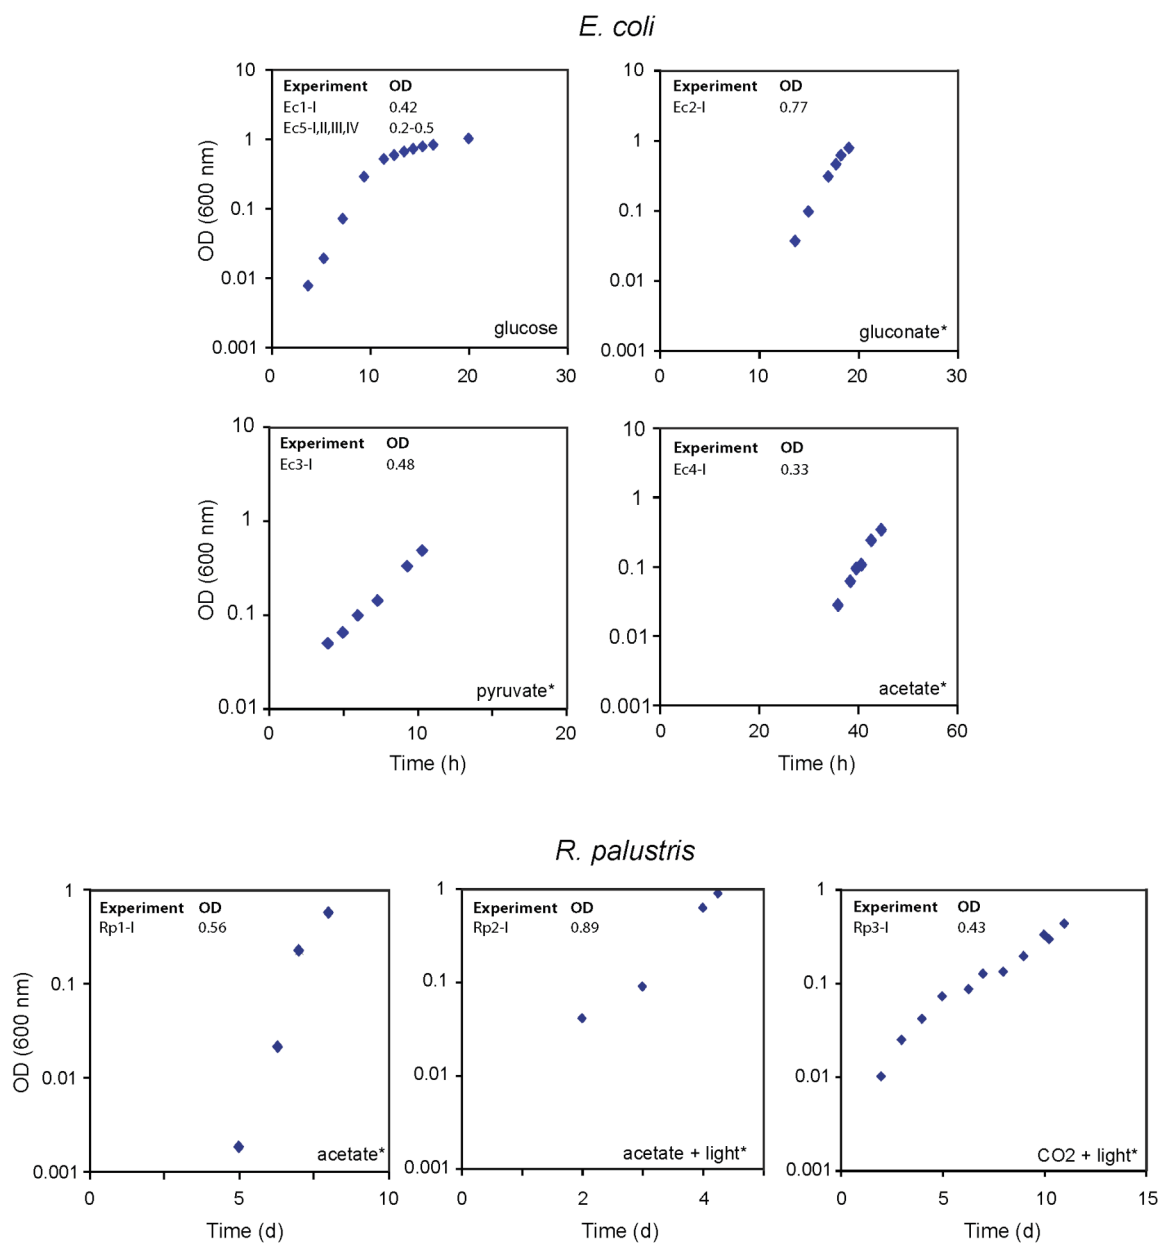 E. coli
10
1
0.1
0.01
0.001
OD (600 nm)
Experiment OD
Ec1-I 0.42
Ec5-I,II,III,IV 0.2-0.5
glucose
0 10 20 30
10
1
0.1
0.01
0.001
Experiment OD
Ec2-I 0.77
gluconate*
0 10 20 30
10
1
0.1
0.01
OD (600 nm)
Experiment OD
Ec3-I 0.48
pyruvate*
0 10 20
Time (h)
10
1
0.1
0.01
0.001
Experiment OD
Ec4-I 0.33
acetate*
0 20 40 60
Time (h)
R. palustris
1
0.1
0.01
0.001
OD (600 nm)
Experiment OD
Rp1-I 0.56
acetate*
0 5 10
Time (d)
1
0.1
0.01
0.001
Experiment OD
Rp2-I 0.89
acetate + light*
0 2 4
Time (d)
1
0.1
0.01
0.001
Experiment OD
Rp3-I 0.43
CO2 + light*
0 5 10 15
Time (d)